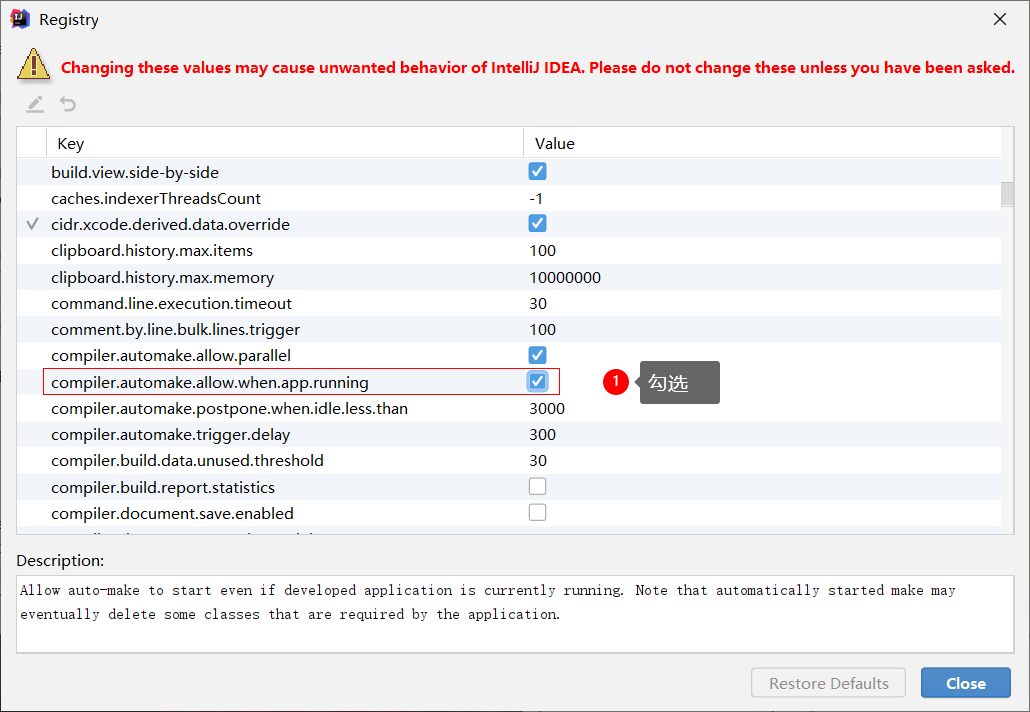 Registry
Changing these values may cause unwanted behavior of IntelliJ IDEA. Please do not change these unless you have been asked.
Key Value
build.view.side-by-side
caches.indexerThreadsCount -1
cidr.xcode.derived.data.override
clipboard.history.max.items 100
clipboard.history.max.memory 10000000
command.line.execution.timeout 30
comment.by.line.bulk.lines.trigger 100
compiler.automake.allow.parallel
compiler.automake.allow.when.app.running 1 勾选
compiler.automake.postpone.when.idle.less.than 3000
compiler.automake.trigger.delay 300
compiler.build.data.unused.threshold 30
compiler.build.report.statistics
compiler.document.save.enabled
Description:
Allow auto-make to start even if developed application is currently running. Note that automatically started make may
eventually delete some classes that are required by the application.
Restore Defaults Close